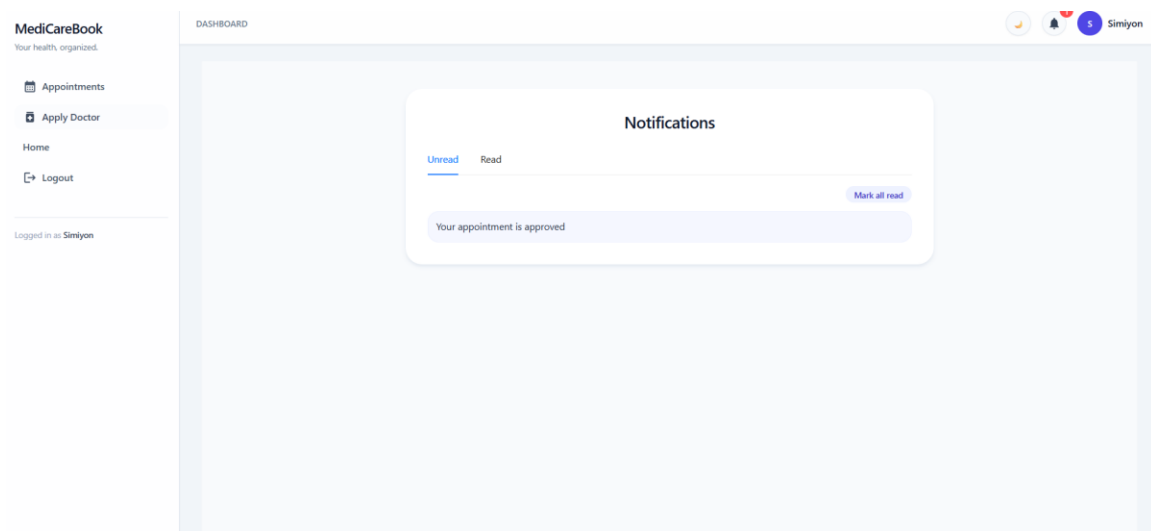 MediCareBook
Your health, organized.
Appointments
Apply Doctor
Home
Logout
Logged in as Simiyon
DASHBOARD
S
Simiyon
Notifications
Unread
Read
Mark all read
Your appointment is approved